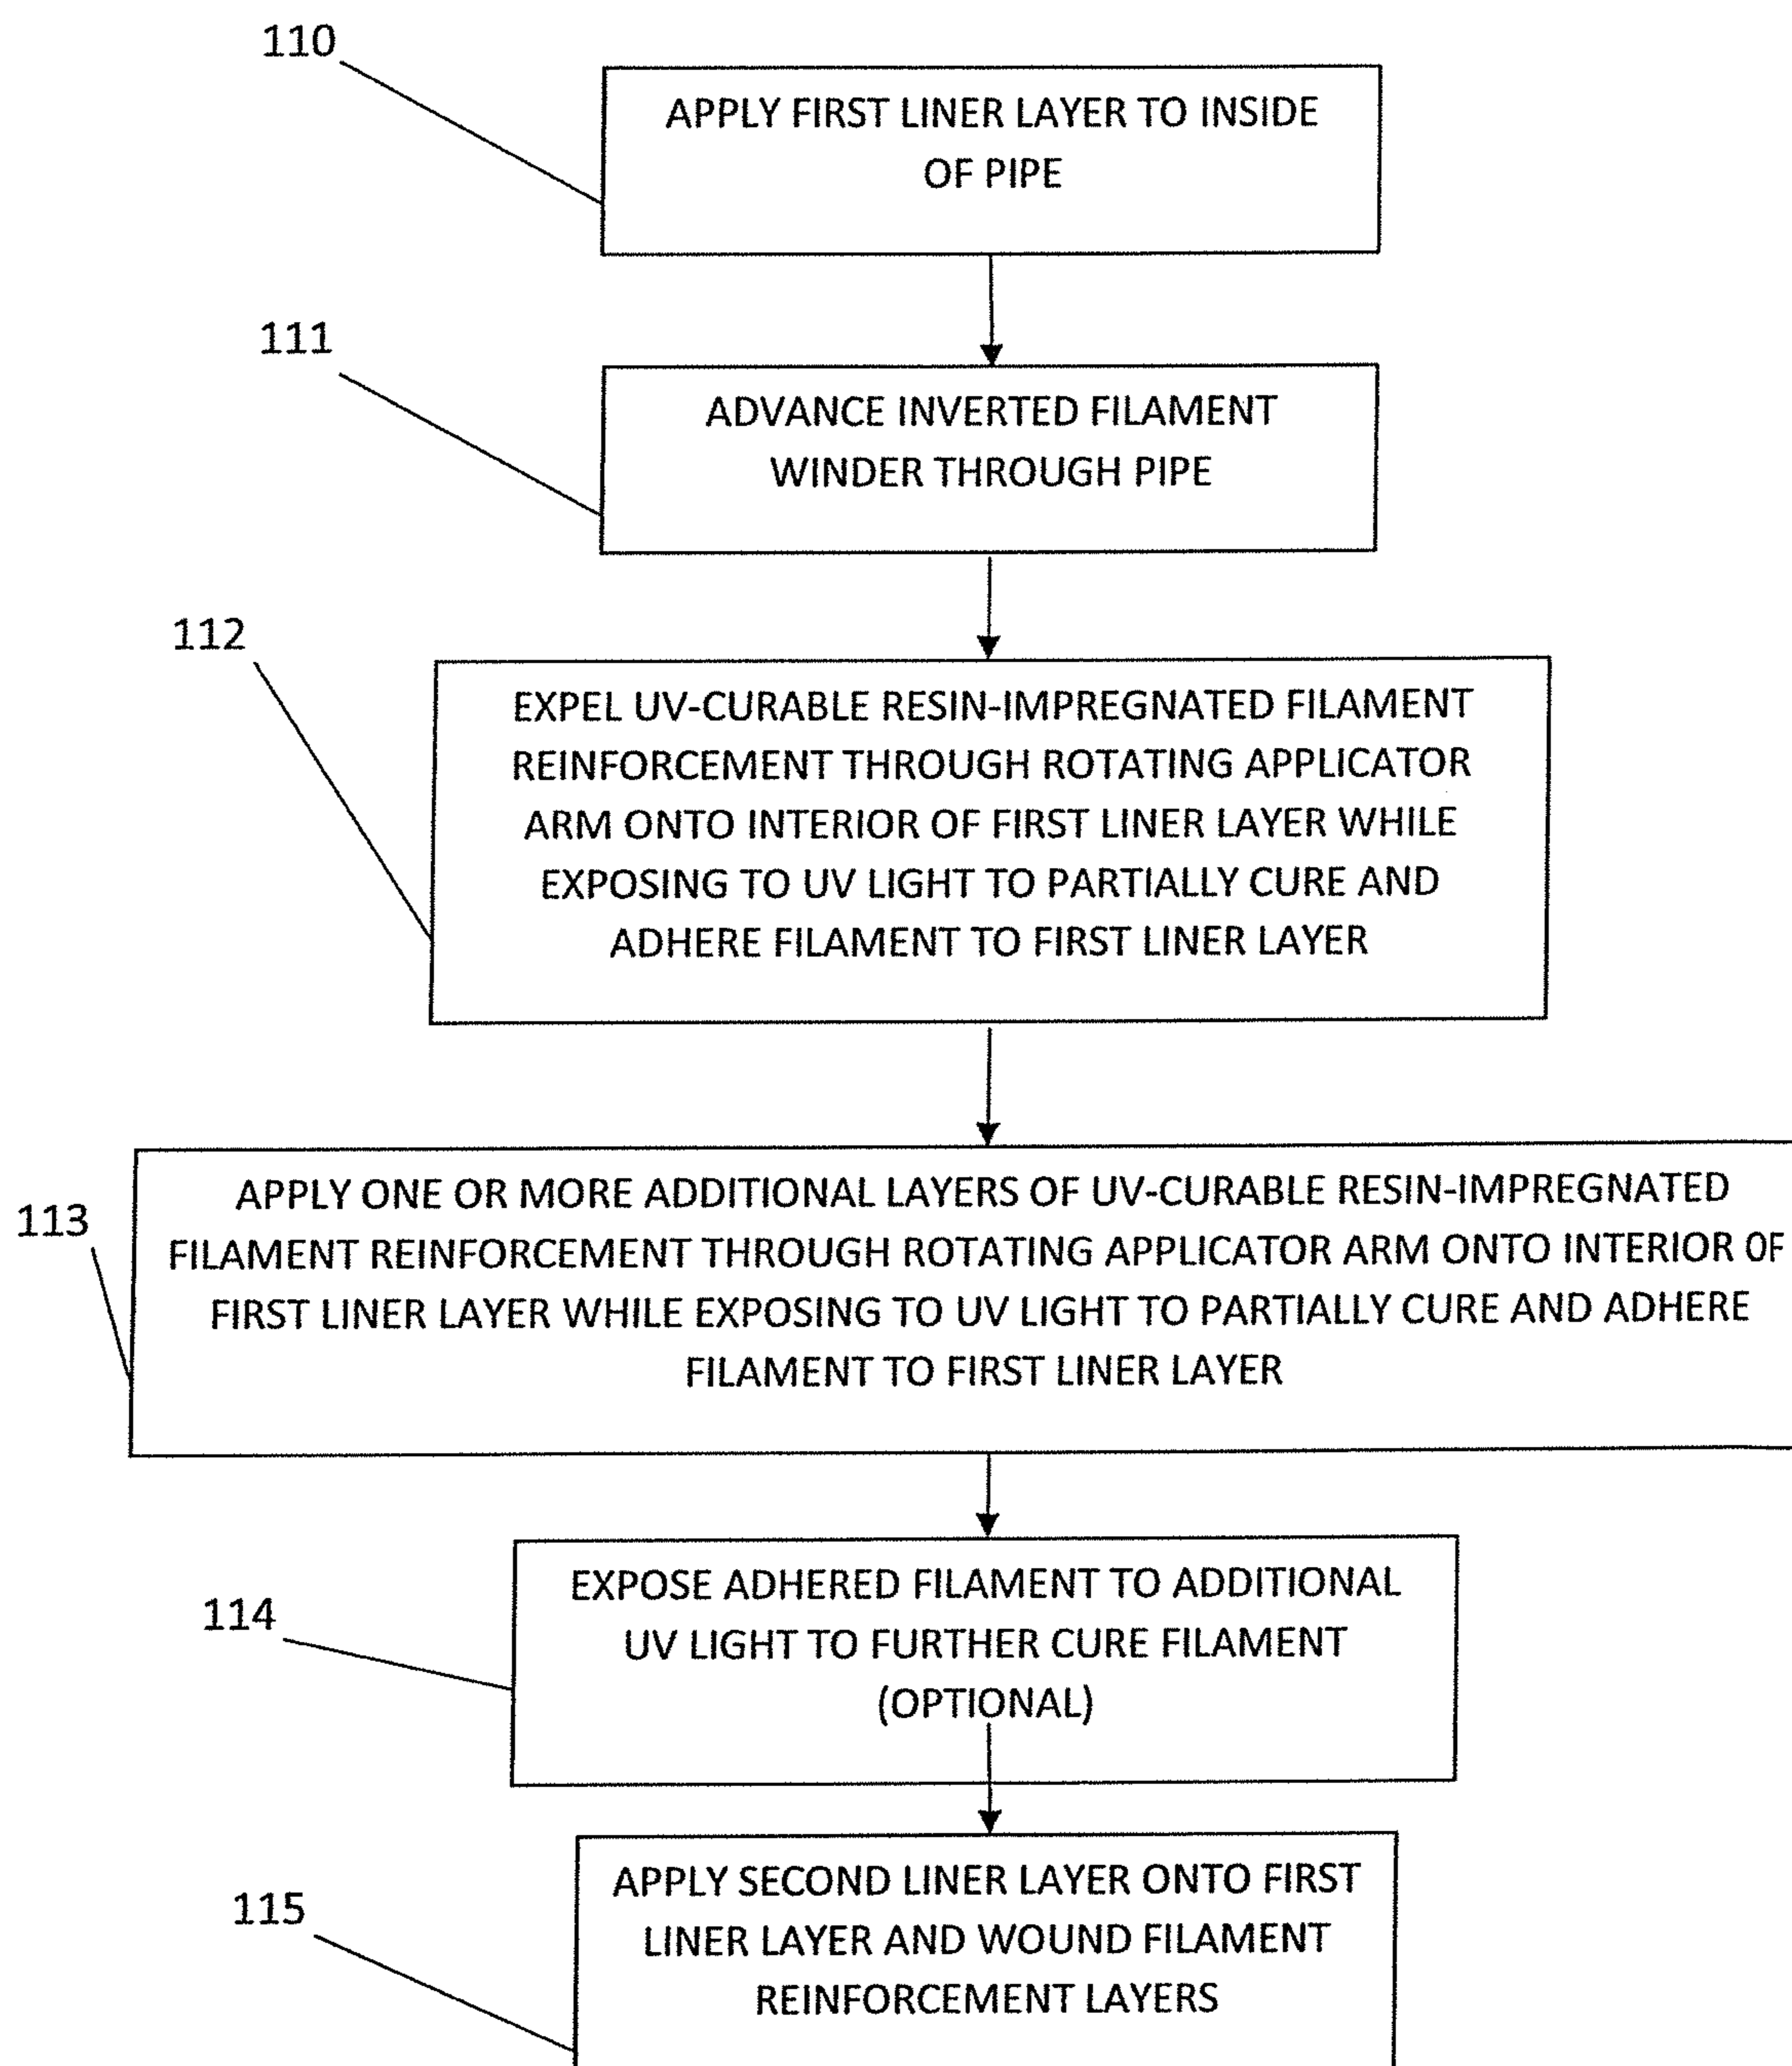 110
APPLY FIRST LINER LAYER TO INSIDE
OF PIPE
111
ADVANCE INVERTED FILAMENT
WINDER THROUGH PIPE
112
EXPEL UV-CURABLE RESIN-IMPREGNATED FILAMENT
REINFORCEMENT THROUGH ROTATING APPLICATOR
ARM ONTO INTERIOR OF FIRST LINER LAYER WHILE
EXPOSING TO UV LIGHT TO PARTIALLY CURE AND
ADHERE FILAMENT TO FIRST LINER LAYER
113
APPLY ONE OR MORE ADDITIONAL LAYERS OF UV-CURABLE RESIN-IMPREGNATED
FILAMENT REINFORCEMENT THROUGH ROTATING APPLICATOR ARM ONTO INTERIOR OF
FIRST LINER LAYER WHILE EXPOSING TO UV LIGHT TO PARTIALLY CURE AND ADHERE
FILAMENT TO FIRST LINER LAYER
114
EXPOSE ADHERED FILAMENT TO ADDITIONAL
UV LIGHT TO FURTHER CURE FILAMENT
(OPTIONAL)
115
APPLY SECOND LINER LAYER ONTO FIRST
LINER LAYER AND WOUND FILAMENT
REINFORCEMENT LAYERS